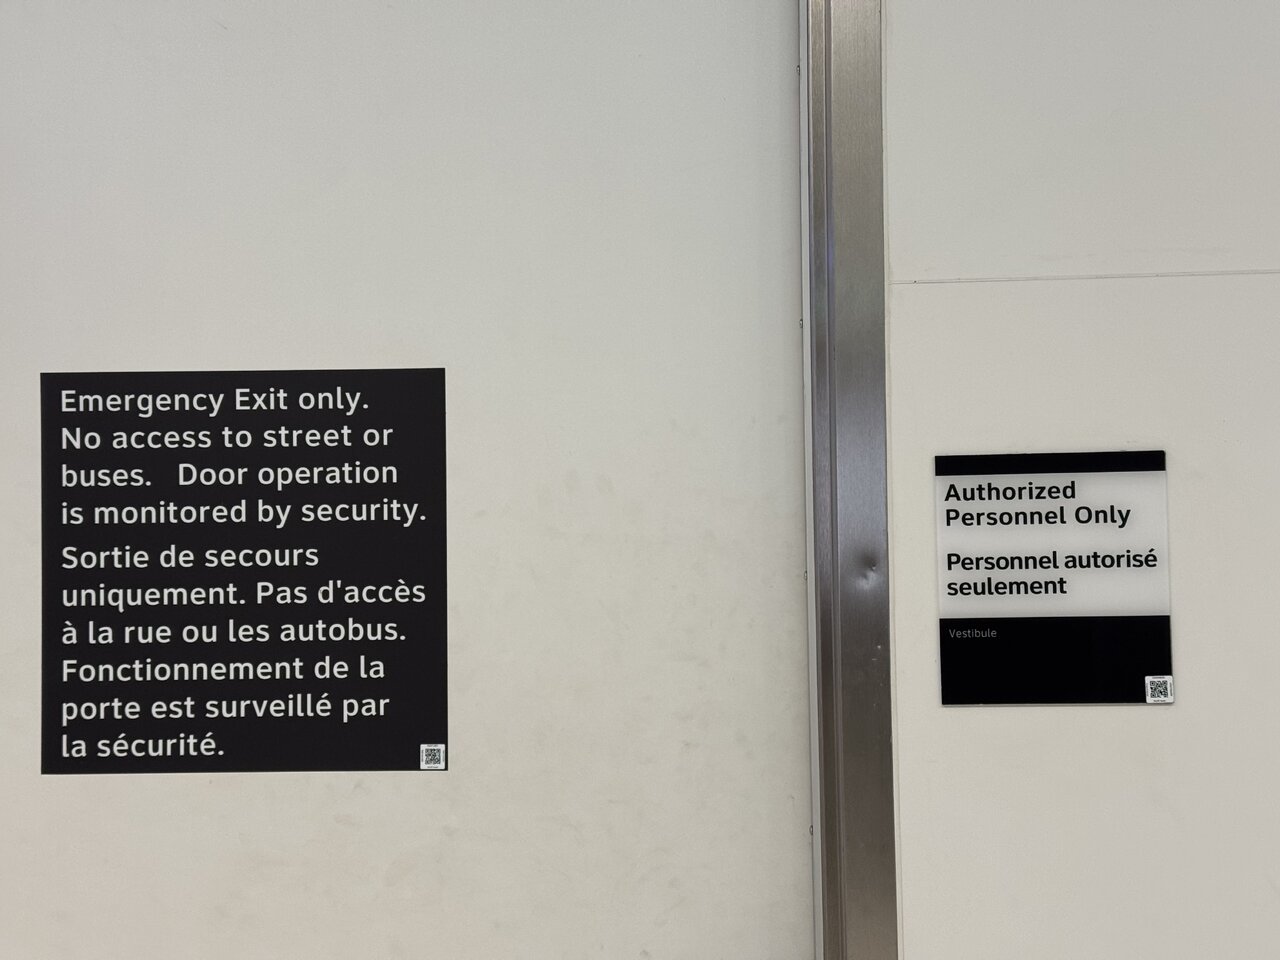 Emergency Exit only.
No access to street or
buses. Door operation
is monitored by security.
Sortie de secours
uniquement. Pas d'accès
à la rue ou les autobus.
Fonctionnement de la
porte est surveillé par
la sécurité.
Authorized
Personnel Only
Personnel autorisé
seulement
Vestibule